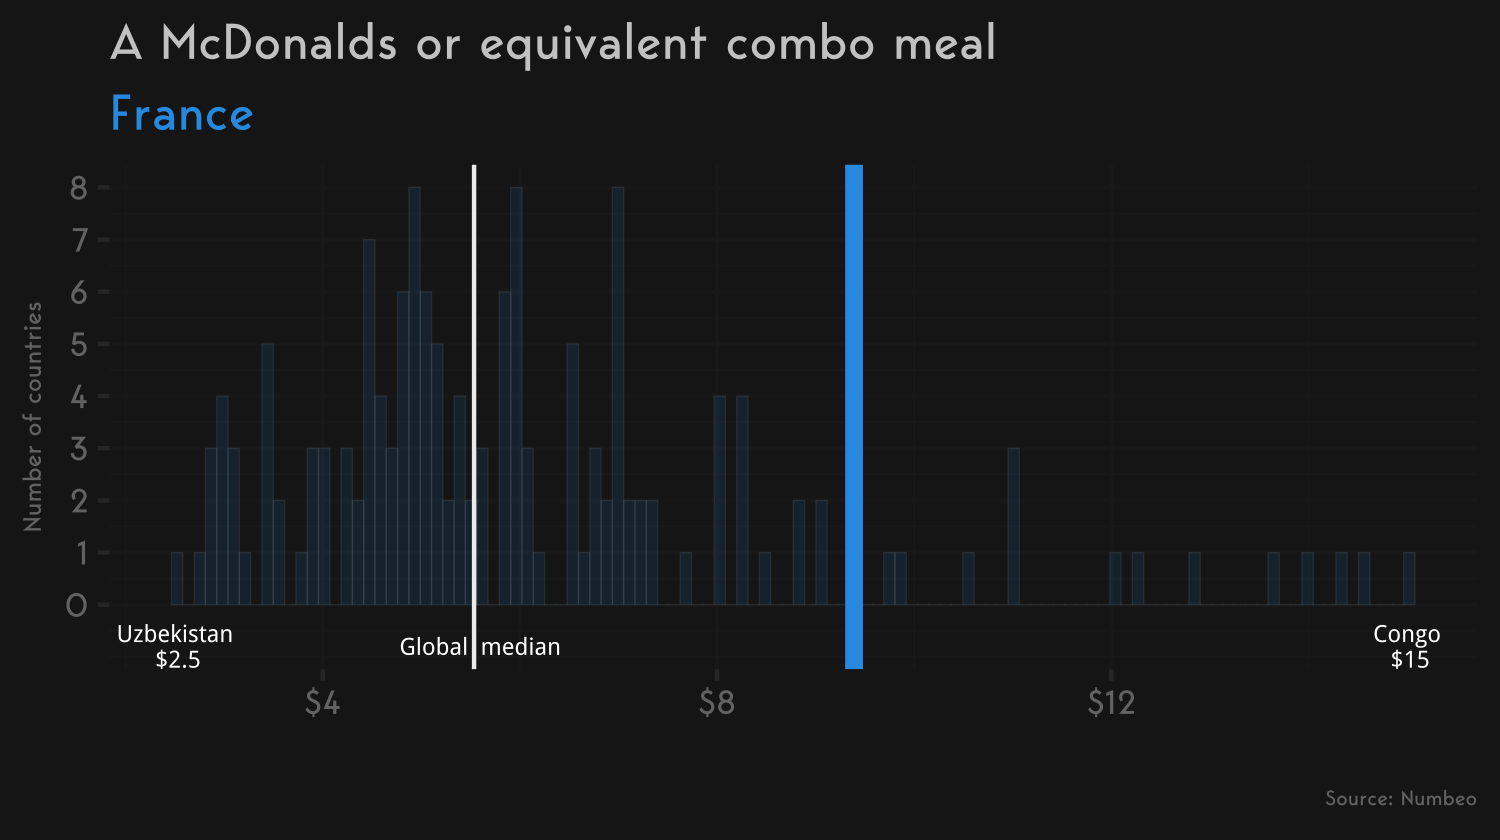 A McDonalds or equivalent combo meal
France
Number of countries
8
7
6
5
4
3
2
1
0
Uzbekistan
$2.5
Global median
Congo
$15
$4 $8 $12
Source: Numbeo